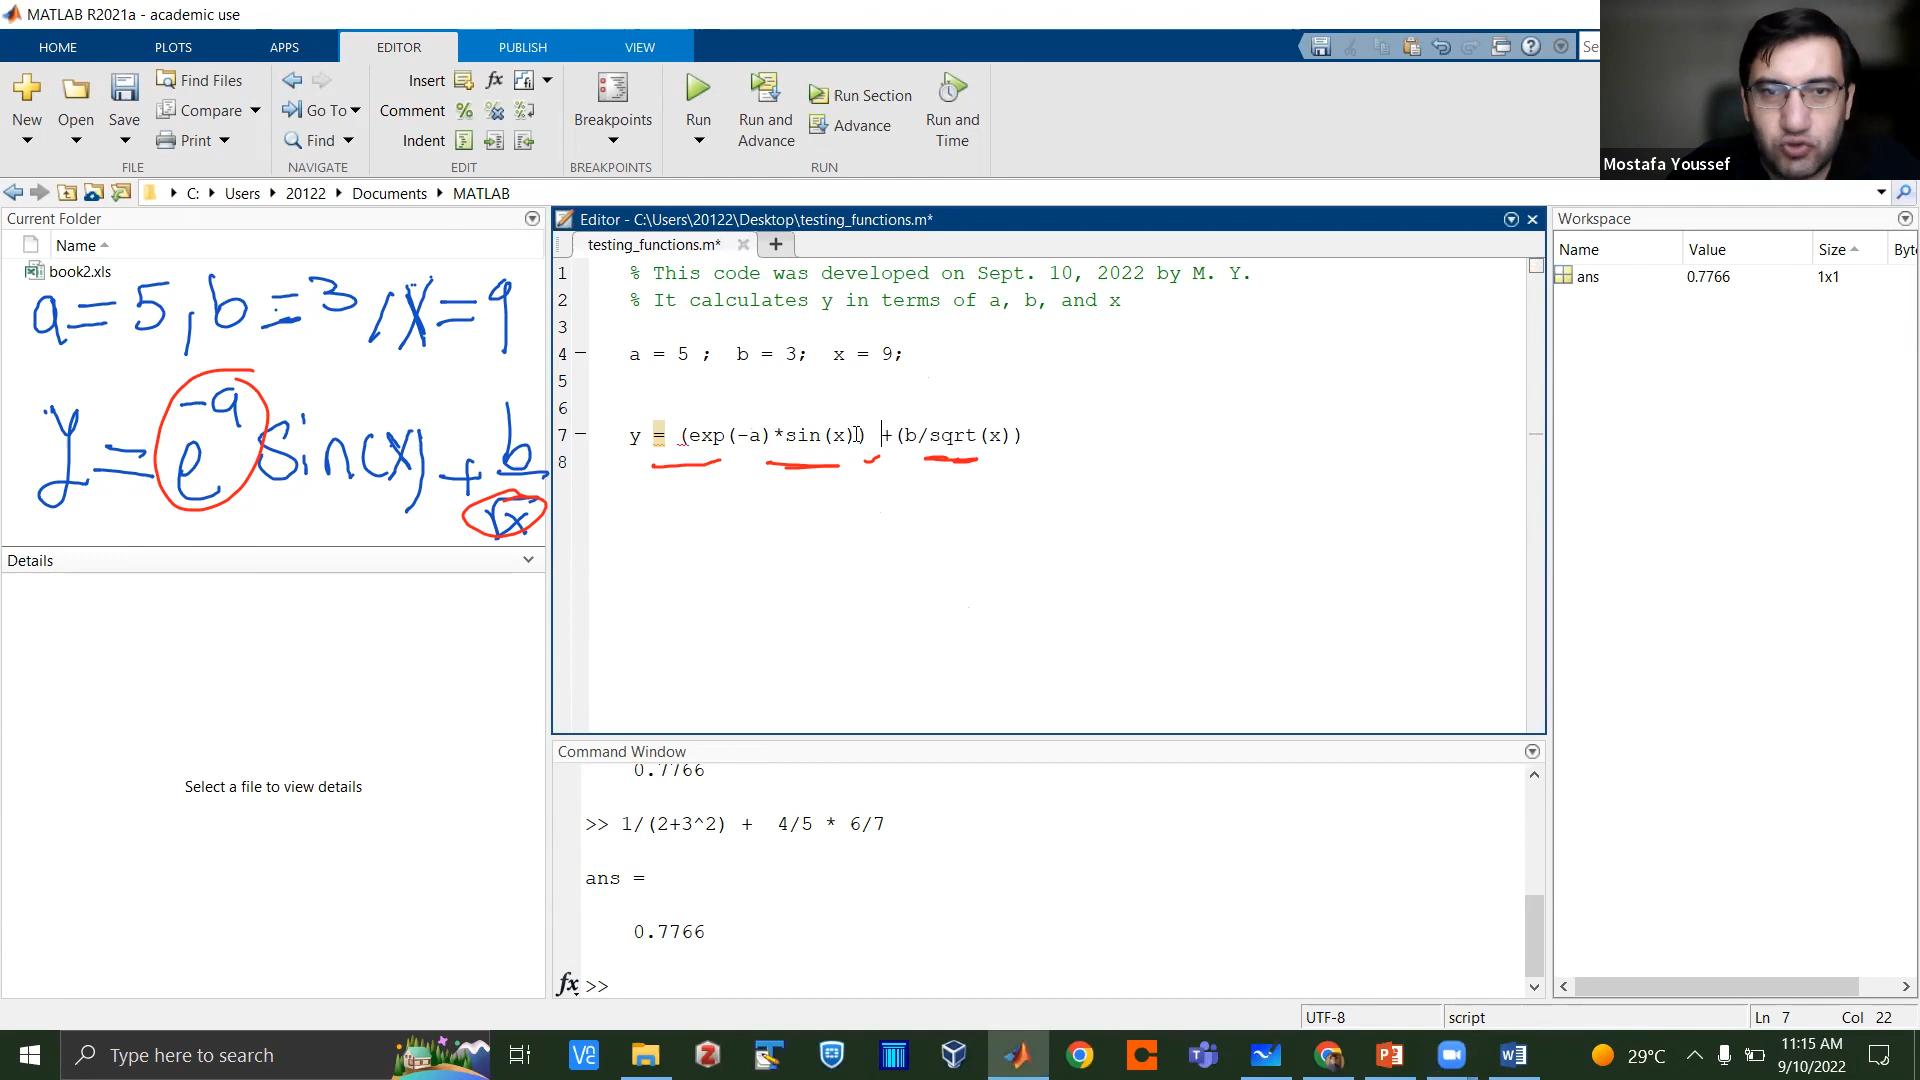 MATLAB R2021a - academic use
HOME PLOTS APPS EDITOR PUBLISH VIEW
Se
New Open Save Find Files Compare Print
FILE
Go To Find
NAVIGATE
Insert fx
Comment %
Indent
EDIT
Breakpoints
BREAKPOINTS
Run Run and Advance Run Section Advance Run and Time
RUN
Mostafa Youssef
C: Users 20122 Documents MATLAB
Current Folder
Name
book2.xls
a = 5 , b = 3 , x = 9
y = e^-a Sin(x) + b/√x
Details
Select a file to view details
Editor - C:\Users\20122\Desktop\testing_functions.m*
testing_functions.m* +
1 % This code was developed on Sept. 10, 2022 by M. Y.
2 % It calculates y in terms of a, b, and x
3
4 a = 5 ; b = 3; x = 9;
5
6
7 y = (exp(-a)*sin(x)) +(b/sqrt(x))
8
Command Window
0.7766
>> 1/(2+3^2) + 4/5 * 6/7
ans =
0.7766
fx >>
Workspace
Name Value Size Byt
ans 0.7766 1x1
UTF-8 script Ln 7 Col 22
Type here to search
29°C
11:15 AM
9/10/2022